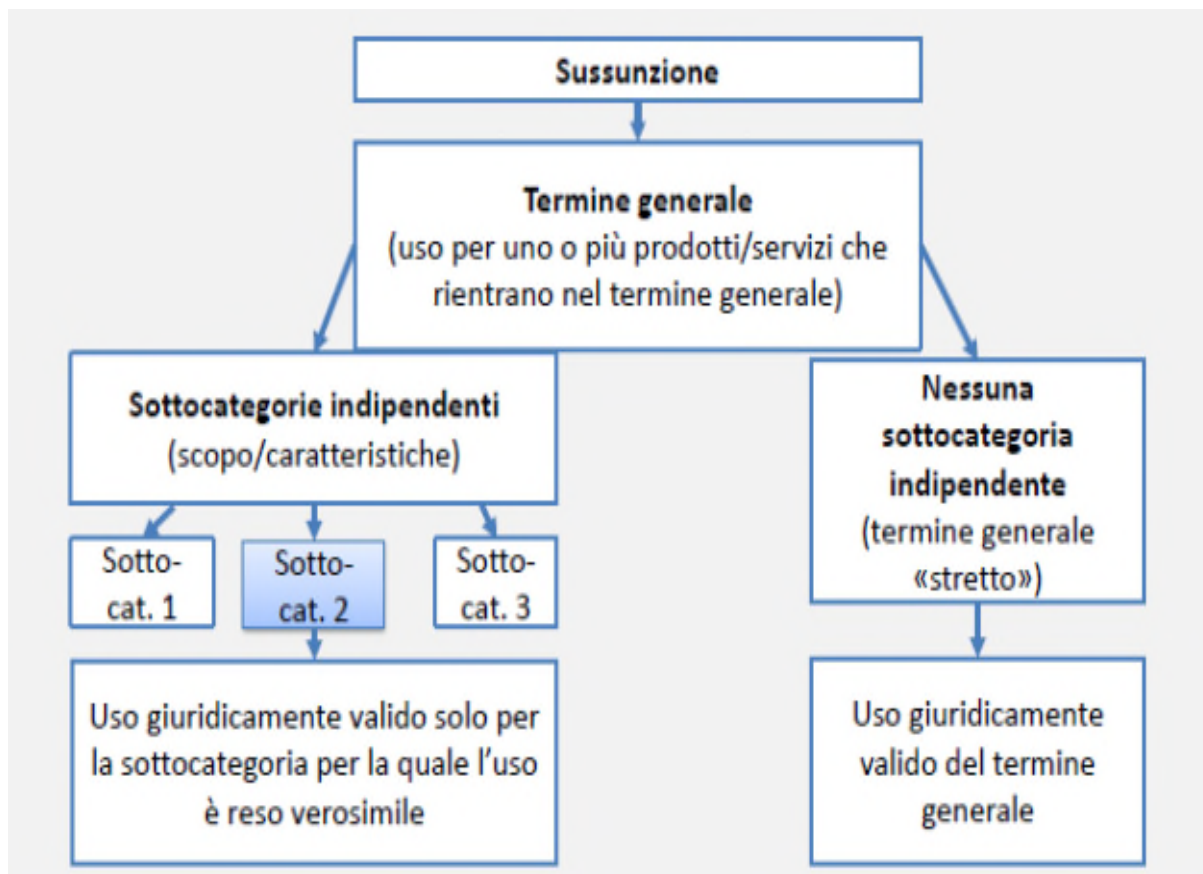 Sussunzione
Termine generale
(uso per uno o più prodotti/servizi che
rientrano nel termine generale)
Sottocategorie indipendenti
(scopo/caratteristiche)
Nessuna
sottocategoria
indipendente
(termine generale
«stretto»)
Sotto-
cat. 1
Sotto-
cat. 2
Sotto-
cat. 3
Uso giuridicamente valido solo per
la sottocategoria per la quale l'uso
è reso verosimile
Uso giuridicamente
valido del termine
generale